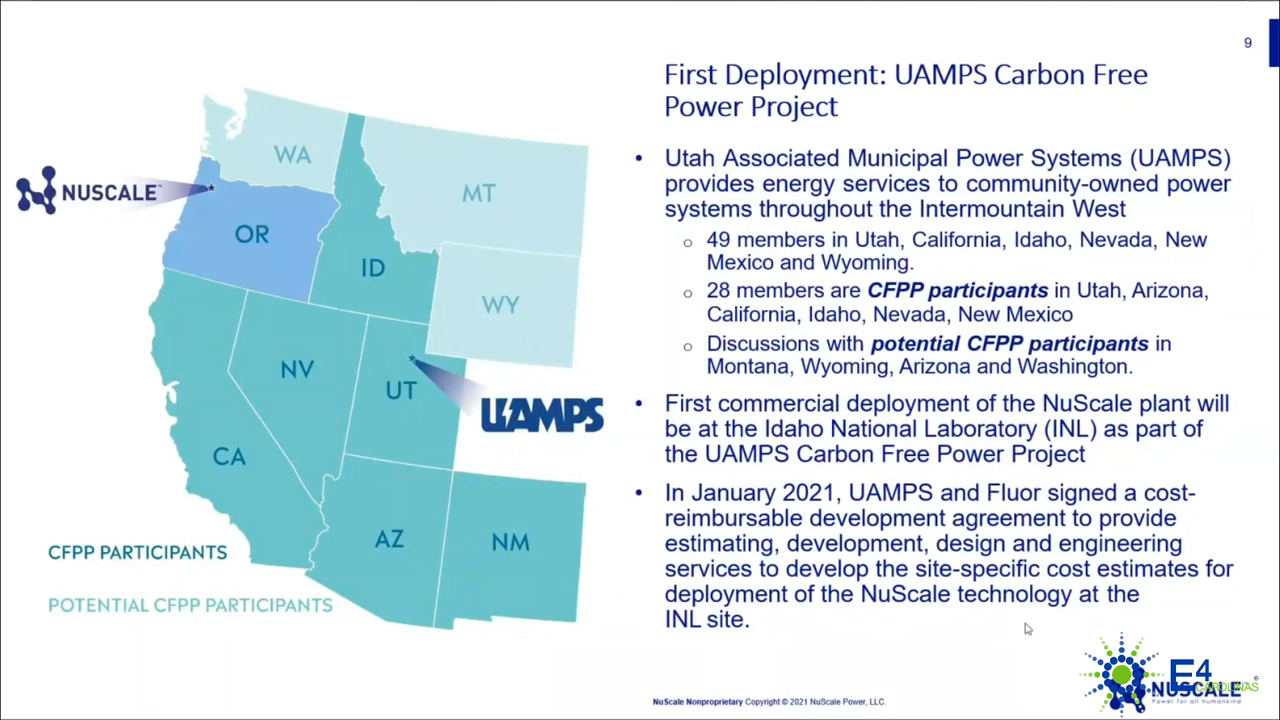 9
First Deployment: UAMPS Carbon Free
Power Project
• Utah Associated Municipal Power Systems (UAMPS)
provides energy services to community-owned power
systems throughout the Intermountain West
o 49 members in Utah, California, Idaho, Nevada, New
Mexico and Wyoming.
o 28 members are CFPP participants in Utah, Arizona,
California, Idaho, Nevada, New Mexico
o Discussions with potential CFPP participants in
Montana, Wyoming, Arizona and Washington.
• First commercial deployment of the NuScale plant will
be at the Idaho National Laboratory (INL) as part of
the UAMPS Carbon Free Power Project
• In January 2021, UAMPS and Fluor signed a cost-
reimbursable development agreement to provide
estimating, development, design and engineering
services to develop the site-specific cost estimates for
deployment of the NuScale technology at the
INL site.
WA
MT
NUSCALE™
OR
ID
WY
NV
UT
UAMPS
CA
AZ
NM
CFPP PARTICIPANTS
POTENTIAL CFPP PARTICIPANTS
E4
CAROLINAS
NUSCALE®
Power for all humankind
NuScale Nonproprietary Copyright © 2021 NuScale Power, LLC.